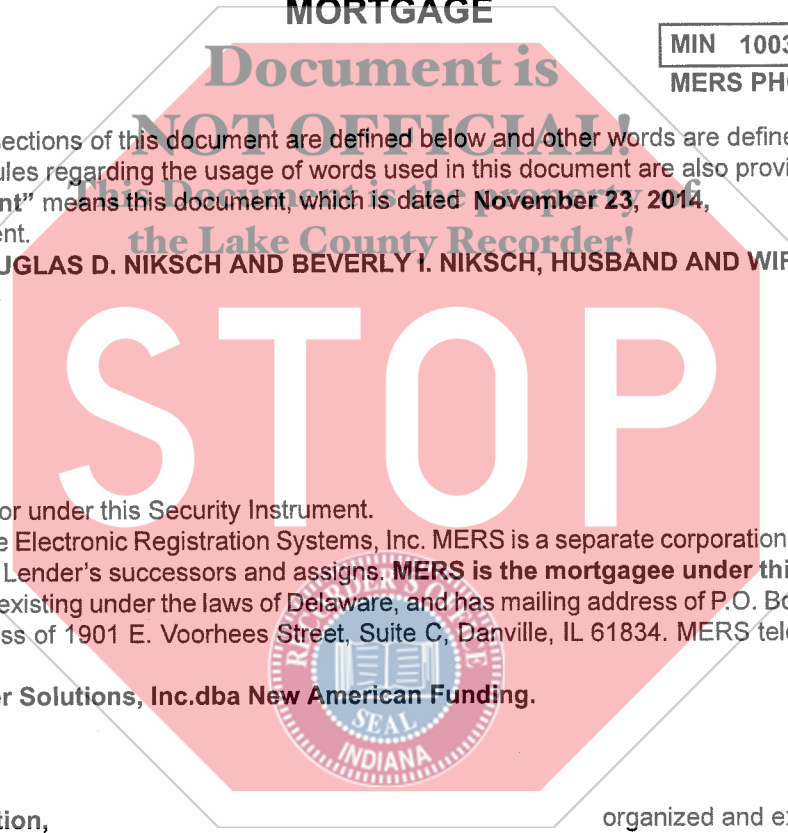 MORTGAGE
Document is
MIN 1003
MERS PH
NOT OFFICIAL!
ections of this document are defined below and other words are define
ules regarding the usage of words used in this document are also provi
This Document is the property of
nt” means this document, which is dated November 23, 2014,
ent.
the Lake County Recorder!
UGLAS D. NIKSCH AND BEVERLY I. NIKSCH, HUSBAND AND WIF
STOP
or under this Security Instrument.
e Electronic Registration Systems, Inc. MERS is a separate corporation
Lender's successors and assigns. MERS is the mortgagee under thi
existing under the laws of Delaware, and has mailing address of P.O. Bo
ss of 1901 E. Voorhees Street, Suite C, Danville, IL 61834. MERS tele
r Solutions, Inc.dba New American Funding.
RECORDER'S OFFICE
SEAL
INDIANA
tion,
organized and ex